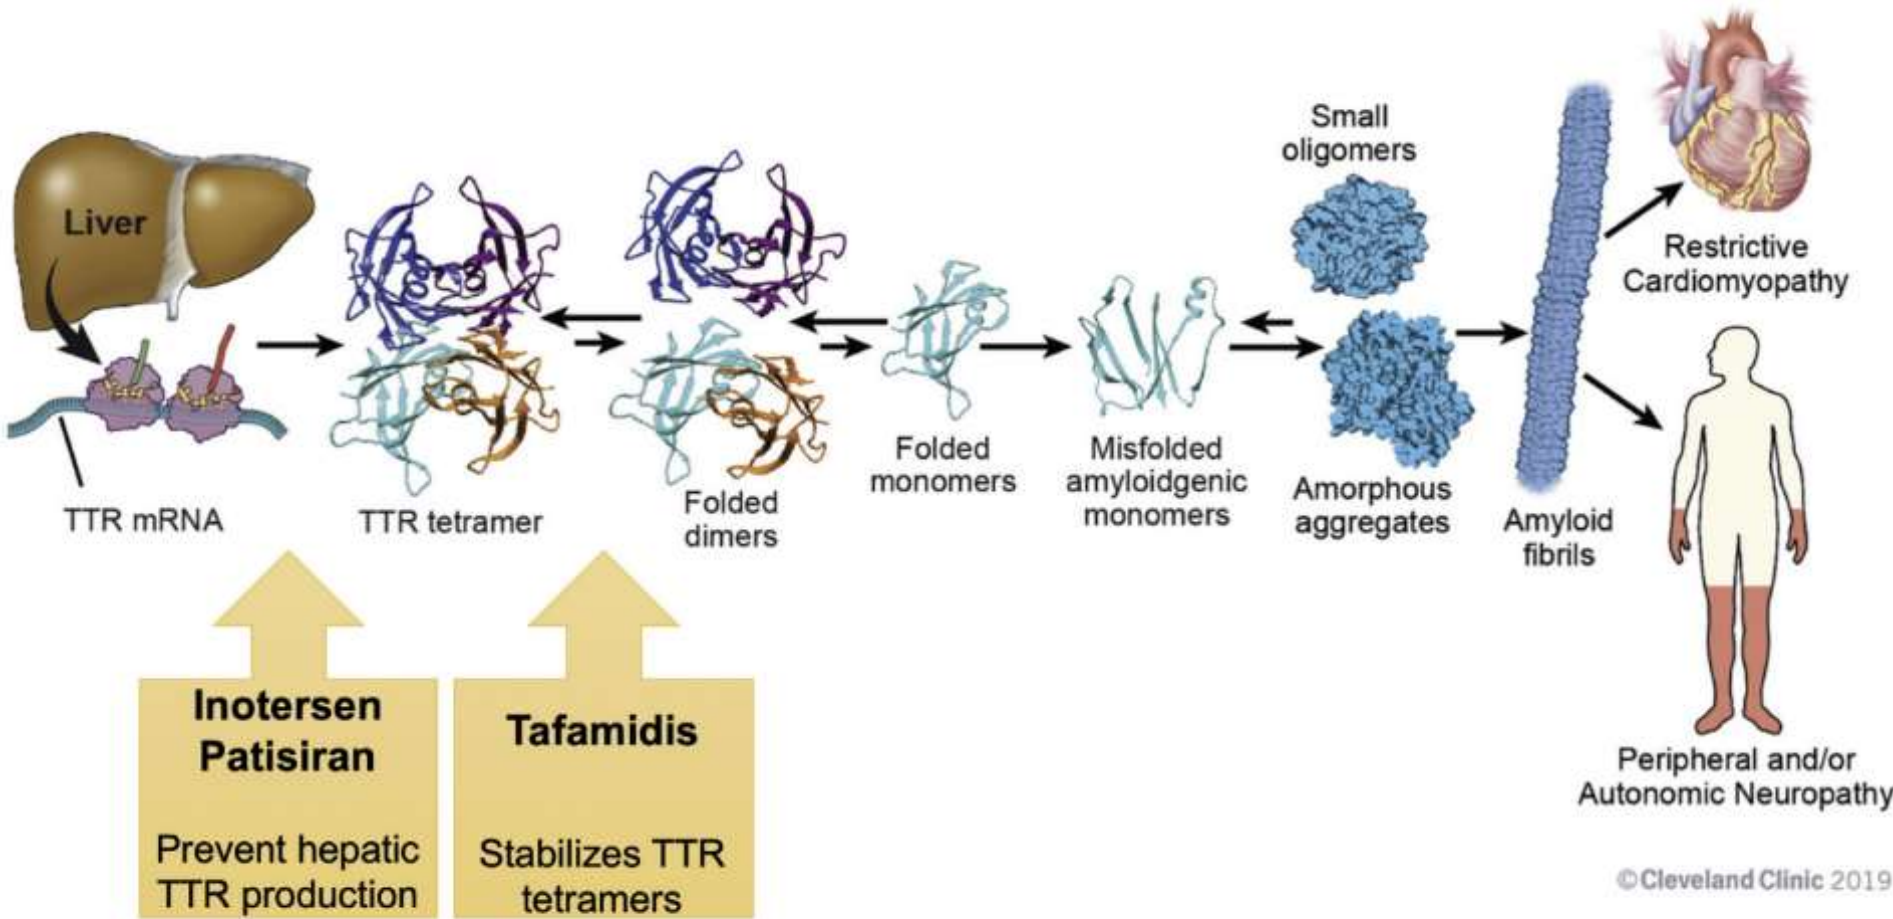 Liver
TTR mRNA
TTR tetramer
Folded
dimers
Folded
monomers
Misfolded
amyloidgenic
monomers
Small
oligomers
Amorphous
aggregates
Amyloid
fibrils
Restrictive
Cardiomyopathy
Peripheral and/or
Autonomic Neuropathy
Inotersen
Patisiran
Prevent hepatic
TTR production
Tafamidis
Stabilizes TTR
tetramers
©Cleveland Clinic 2019